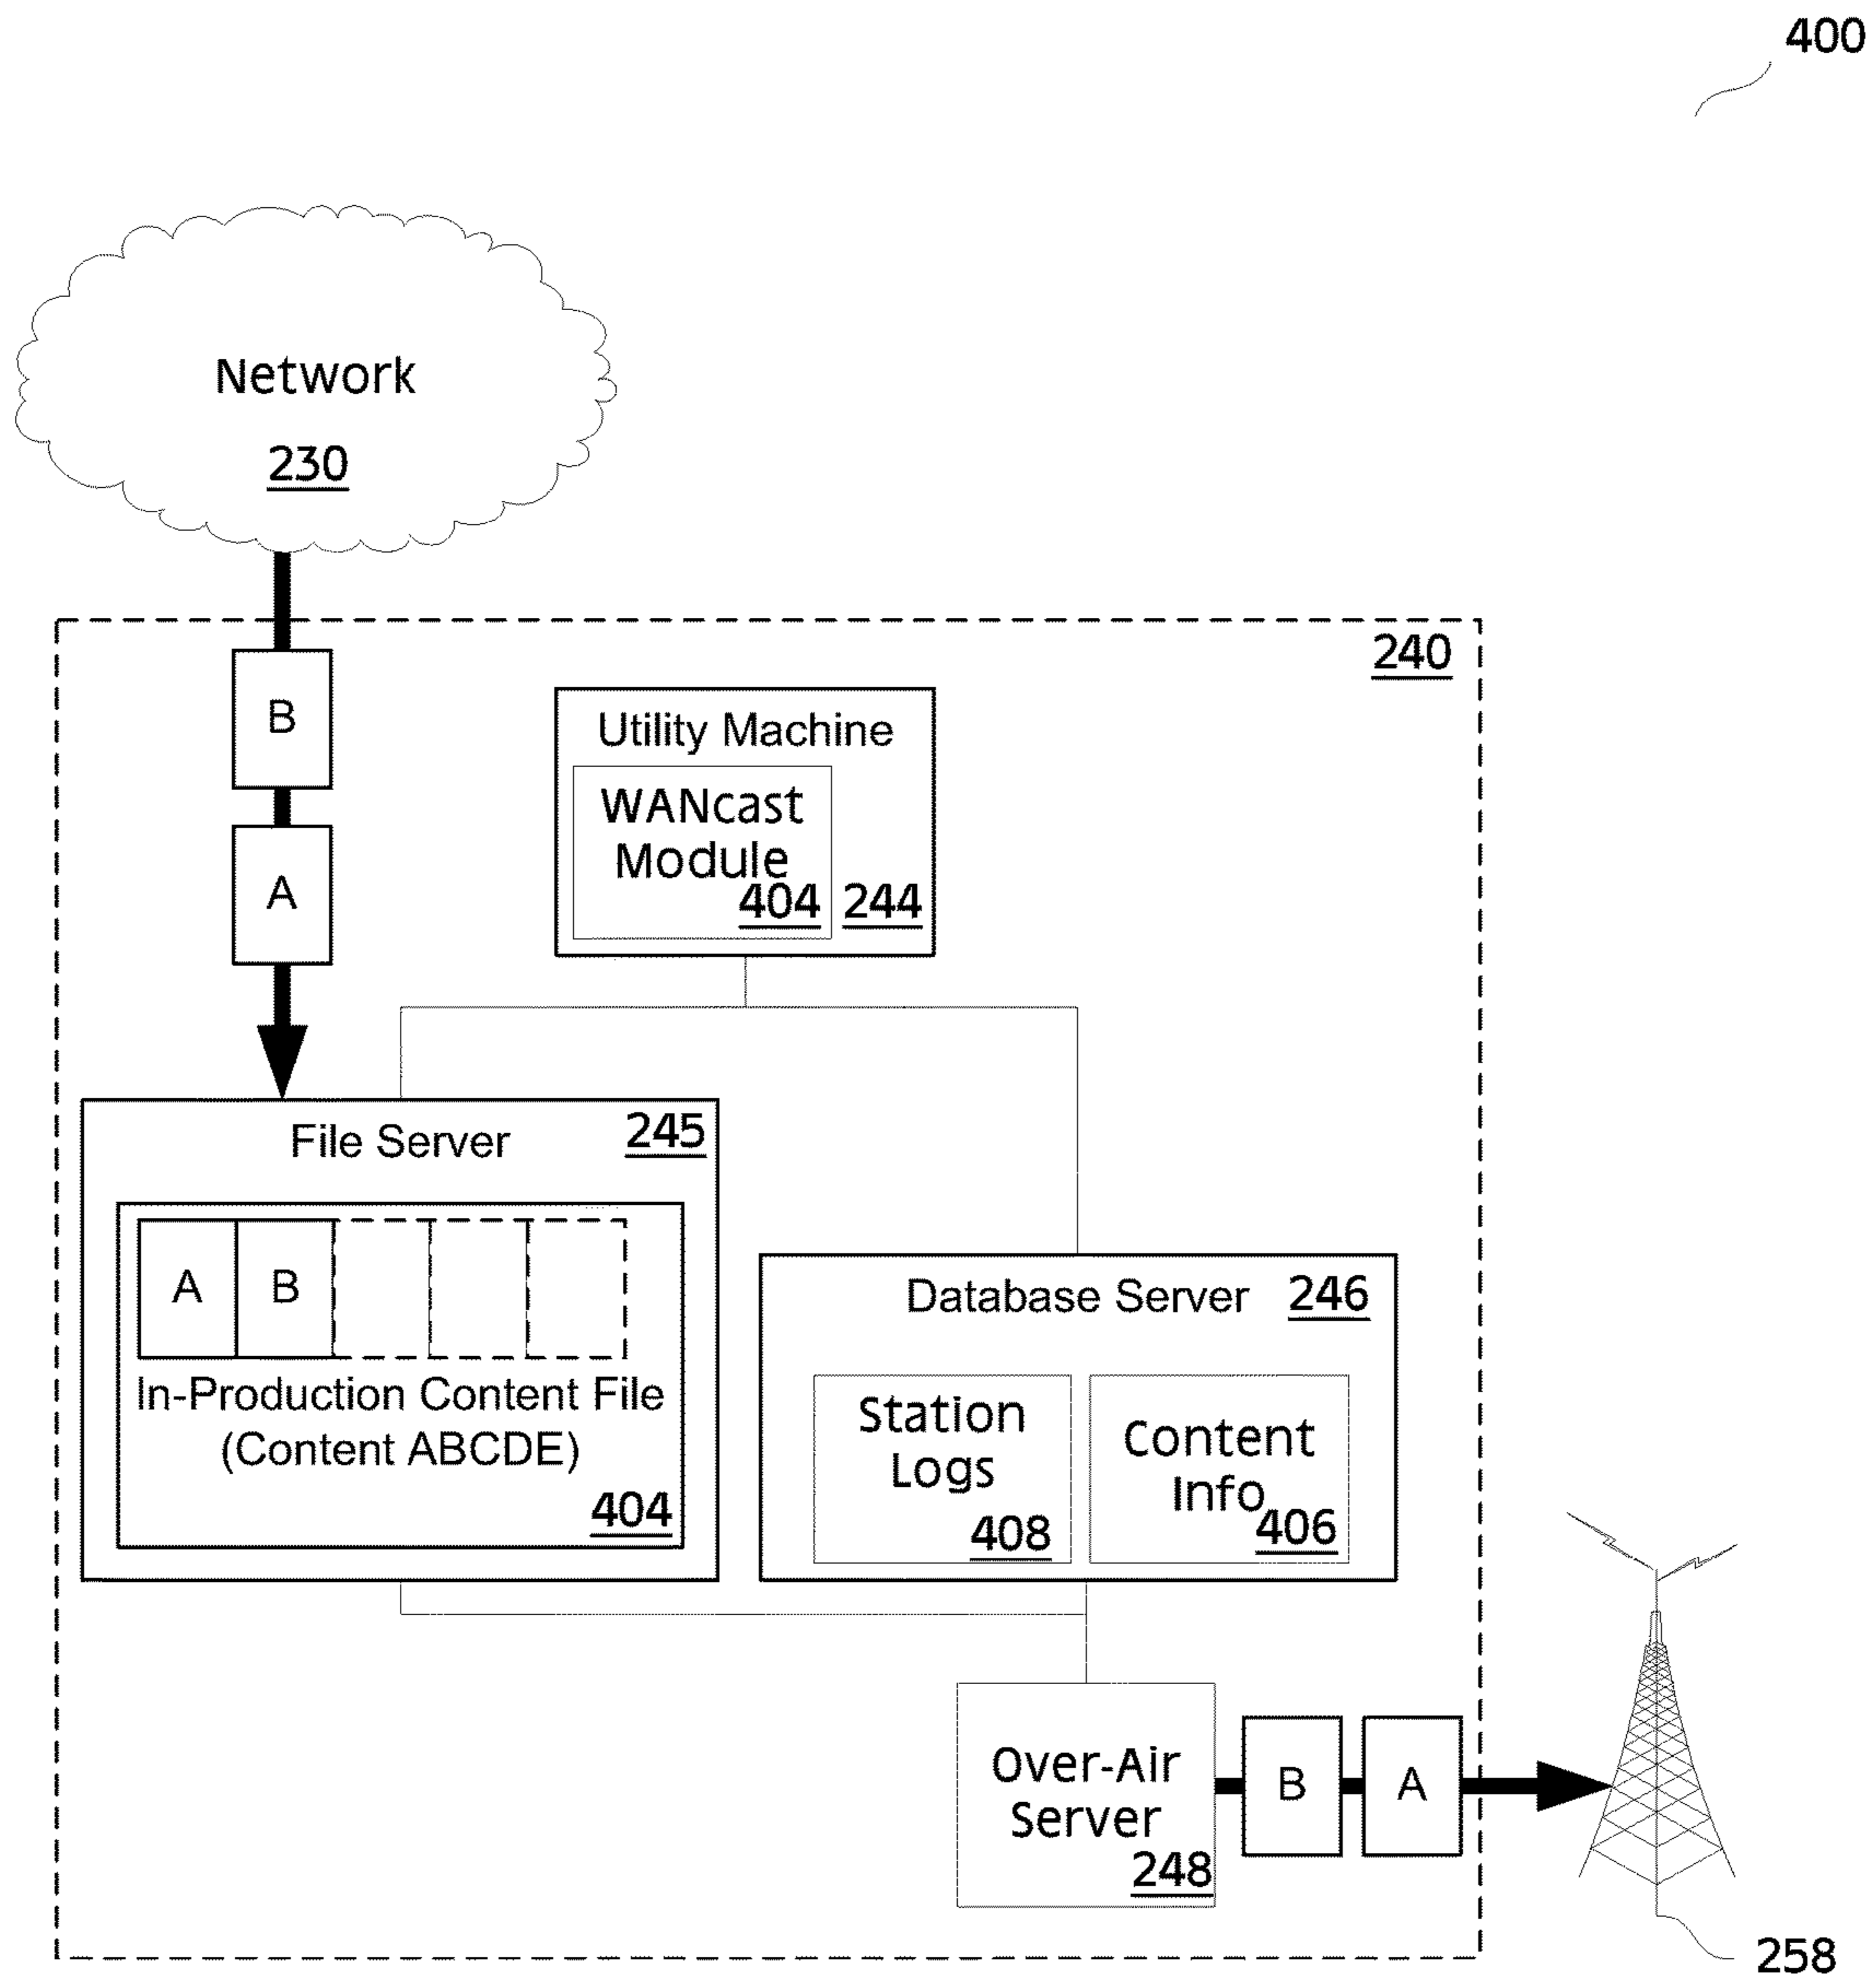 400
Network
230
240
B
A
Utility Machine
WANcast
Module
404
244
File Server
245
A
B
In-Production Content File
(Content ABCDE)
404
Database Server
246
Station
Logs
408
Content
Info
406
Over-Air
Server
248
B
A
258